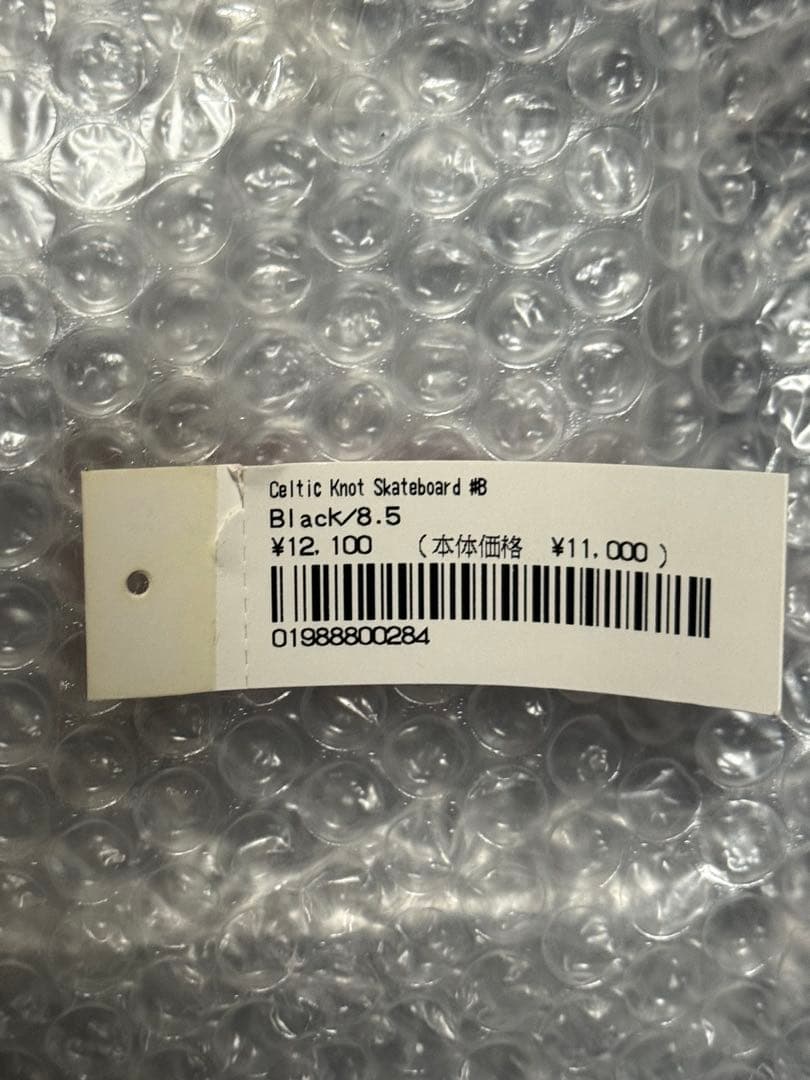 Celtic Knot Skateboard #B
Black/8.5
¥12,100 (本体価格 ¥11,000)
01988800284